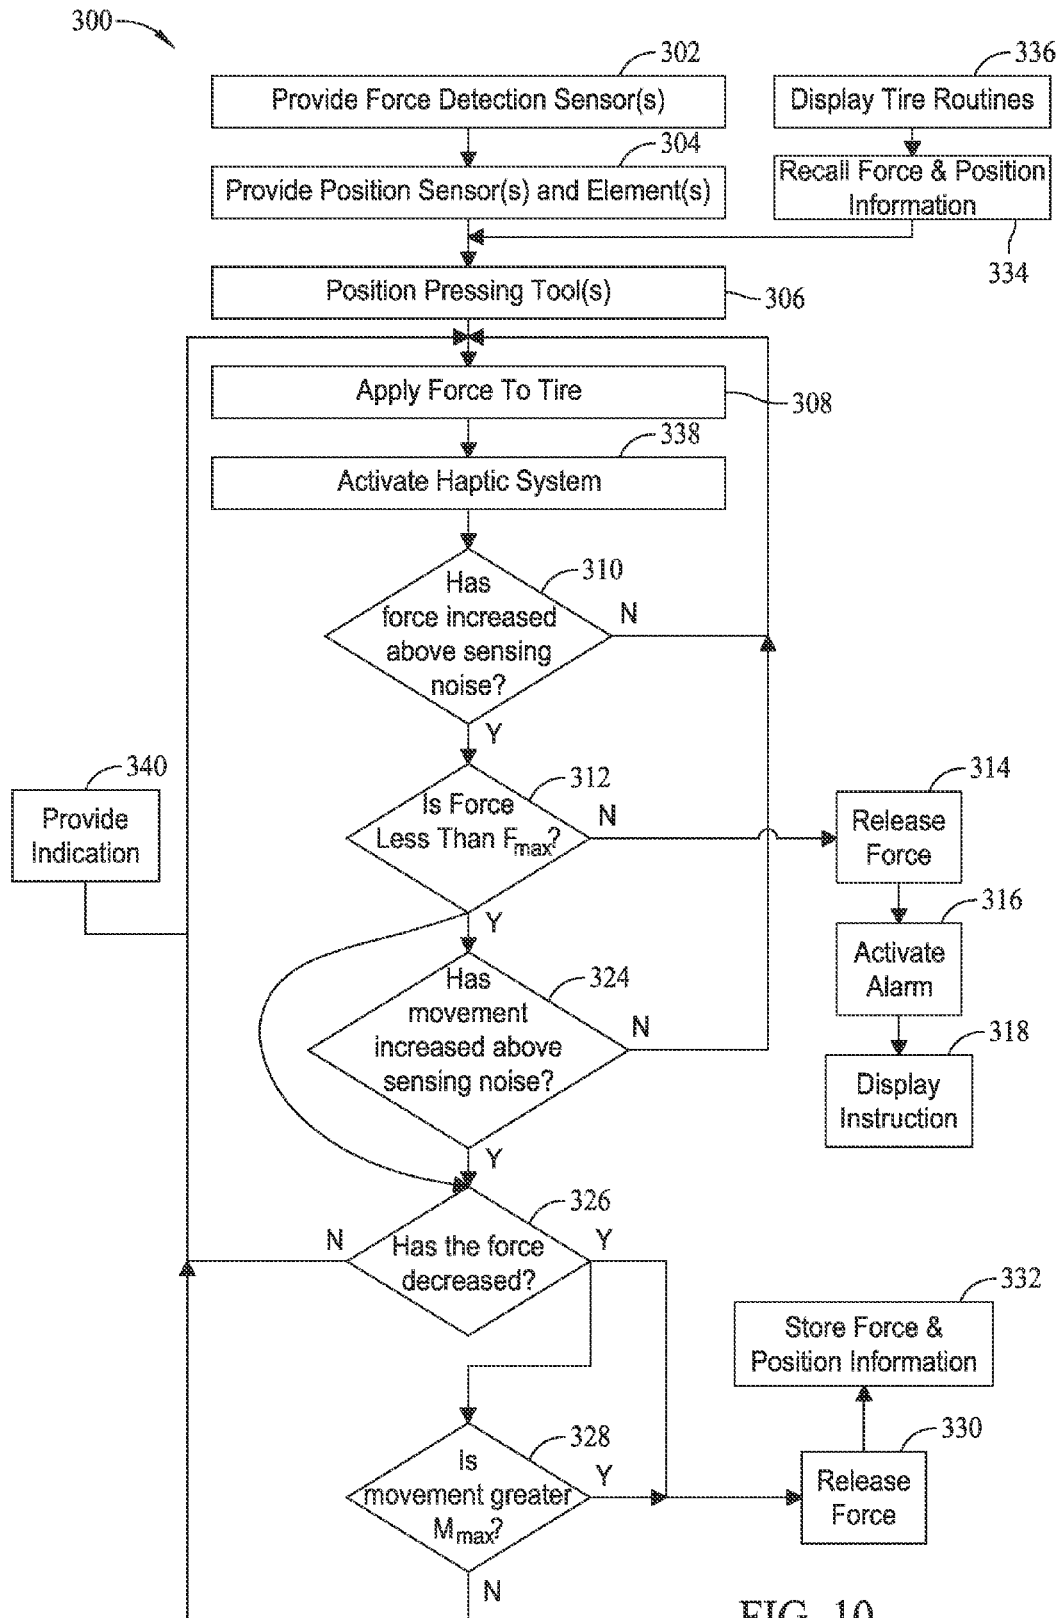 300
302
Provide Force Detection Sensor(s)
336
Display Tire Routines
304
Provide Position Sensor(s) and Element(s)
Recall Force & Position
Information
334
Position Pressing Tool(s)
306
Apply Force To Tire
308
338
Activate Haptic System
310
Has
force increased
above sensing
noise?
N
Y
340
Provide
Indication
312
Is Force
Less Than Fmax?
N
Y
314
Release
Force
316
Activate
Alarm
318
Display
Instruction
324
Has
movement
increased above
sensing noise?
N
Y
326
Has the force
decreased?
N
Y
332
Store Force &
Position Information
328
Is
movement greater
Mmax?
Y
N
330
Release
Force
FIG. 10